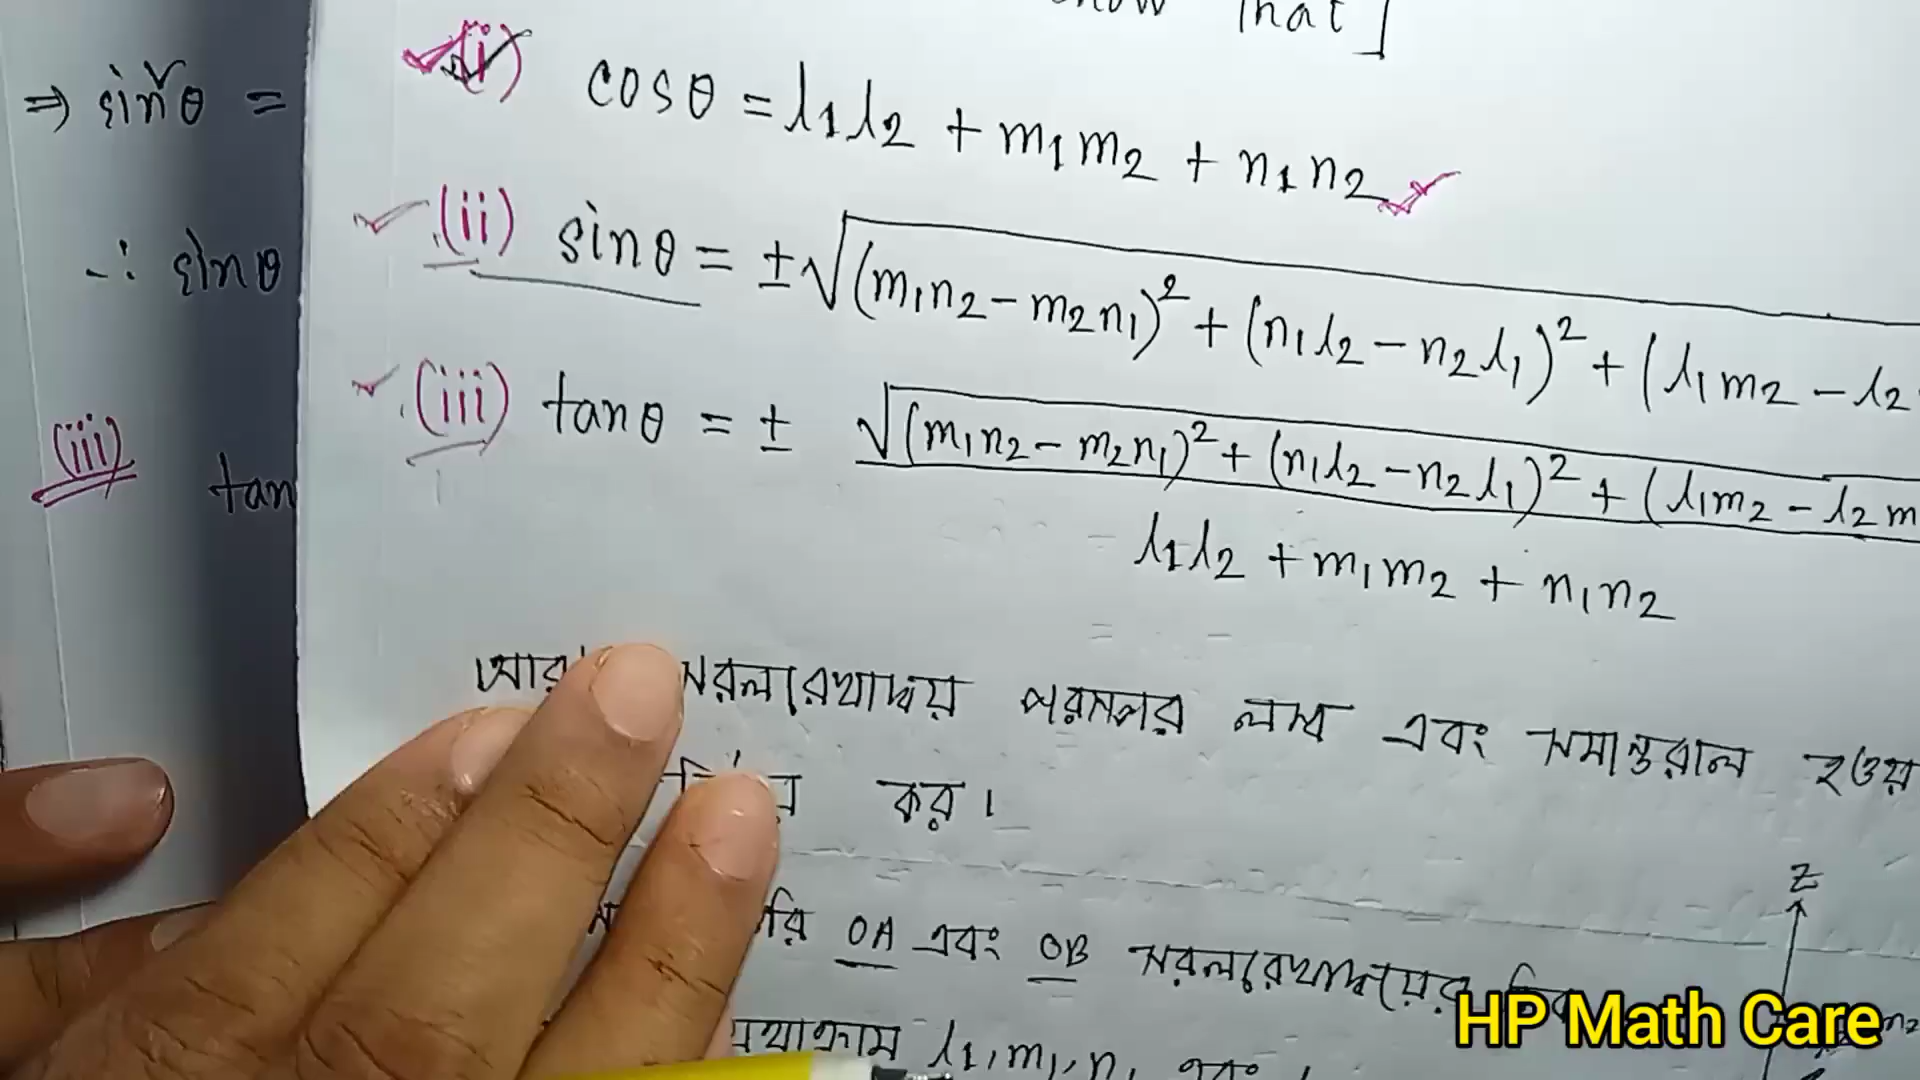 that]
⇒ sin²θ =
(i) cosθ = l₁l₂ + m₁m₂ + n₁n₂
∴ sinθ
(ii) sinθ = ±√(m₁n₂ − m₂n₁)² + (n₁l₂ − n₂l₁)² + (l₁m₂ − l₂
(iii) tan
(iii) tanθ = ± √(m₁n₂ − m₂n₁)² + (n₁l₂ − n₂l₁)² + (l₁m₂ − l₂m
l₁l₂ + m₁m₂ + n₁n₂
সরলরেখাদ্বয় পরস্পর লম্ব এবং সমান্তরাল
কর।
Z
OA এবং OB সরলরেখাদ্বয়ের
যথাক্রমে l₁, m₁, n₁ এবং
HP Math Care